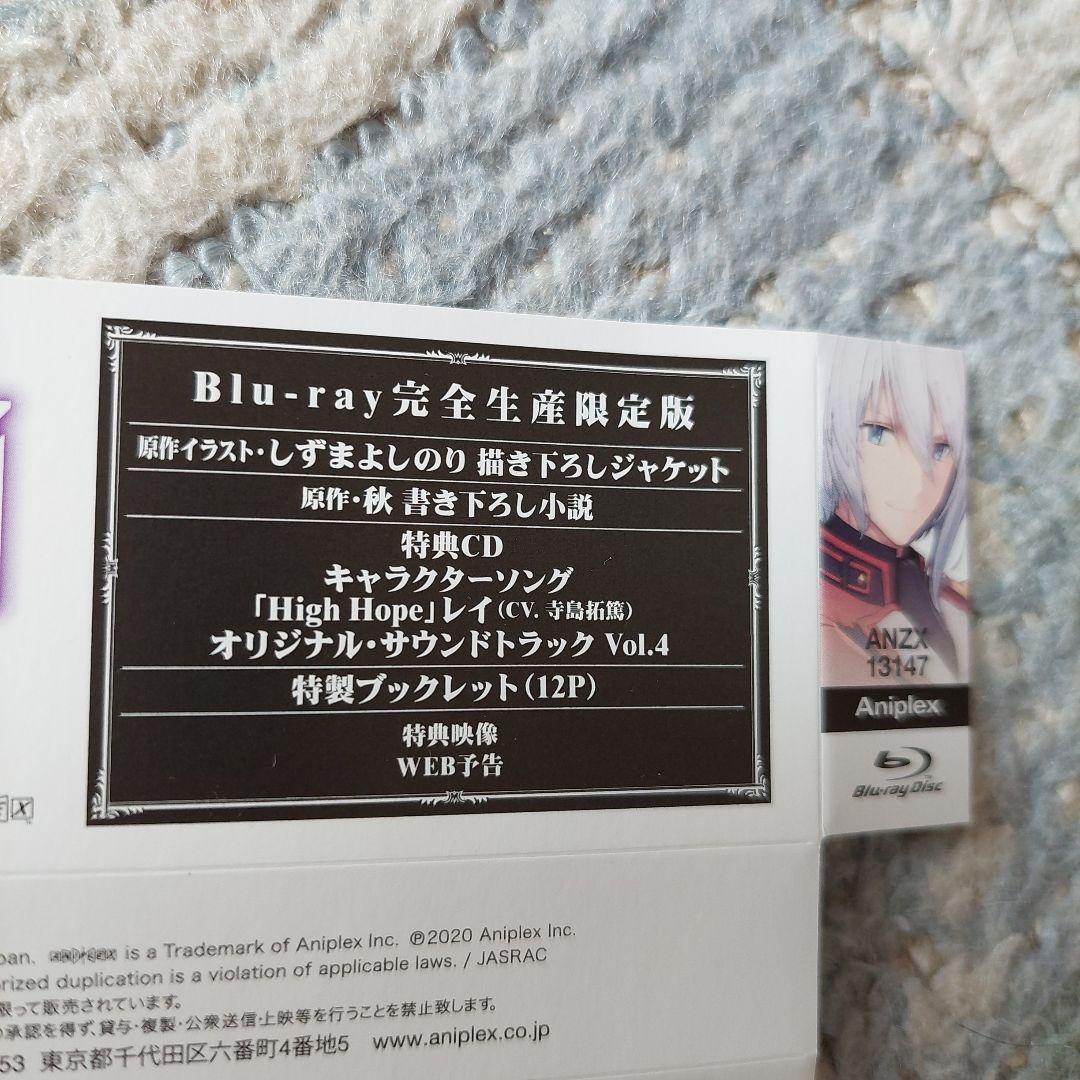 Blu-ray完全生産限定版
原作イラスト・しずまよしのり 描き下ろしジャケット
原作・秋 書き下ろし小説
特典CD
キャラクターソング
「High Hope」レイ(CV. 寺島拓篤)
オリジナル・サウンドトラック Vol.4
特製ブックレット(12P)
特典映像
WEB予告
ANZX
13147
Aniplex
Blu-ray Disc™
EX
pan. aniplex is a Trademark of Aniplex Inc. ℗2020 Aniplex Inc.
rized duplication is a violation of applicable laws. / JASRAC
限って販売されています。
承認を得ず、貸与・複製・公衆送信・上映等を行うことを禁止致します。
53 東京都千代田区六番町4番地5 www.aniplex.co.jp